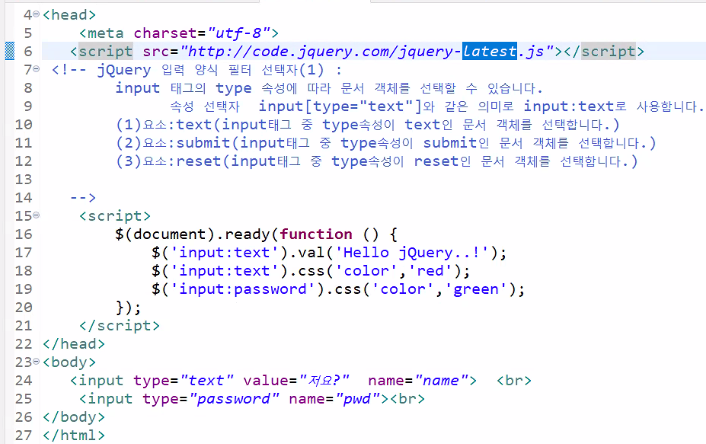 4 <head>
5     <meta charset="utf-8">
6    <script src="http://code.jquery.com/jquery-latest.js"></script>
7  <!-- jQuery 입력 양식 필터 선택자(1) :
8         input 태그의 type 속성에 따라 문서 객체를 선택할 수 있습니다.
9               속성 선택자  input[type="text"]와 같은 의미로 input:text로 사용합니다.
10         (1)요소:text(input태그 중 type속성이 text인 문서 객체를 선택합니다.)
11         (2)요소:submit(input태그 중 type속성이 submit인 문서 객체를 선택합니다.)
12         (3)요소:reset(input태그 중 type속성이 reset인 문서 객체를 선택합니다.)
13
14    -->
15     <script>
16         $(document).ready(function () {
17             $('input:text').val('Hello jQuery..!');
18             $('input:text').css('color','red');
19             $('input:password').css('color','green');
20         });
21     </script>
22 </head>
23 <body>
24    <input type="text" value="저요?"  name="name">  <br>
25     <input type="password" name="pwd"><br>
26 </body>
27 </html>